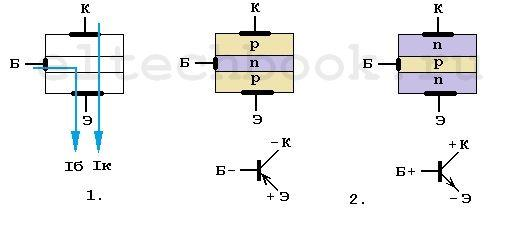 К К К
p n
Б Б n Б p
p n
Э Э Э
eltechbook.ru
-К +К
Iб Iк Б- Б+
1. +Э 2. -Э